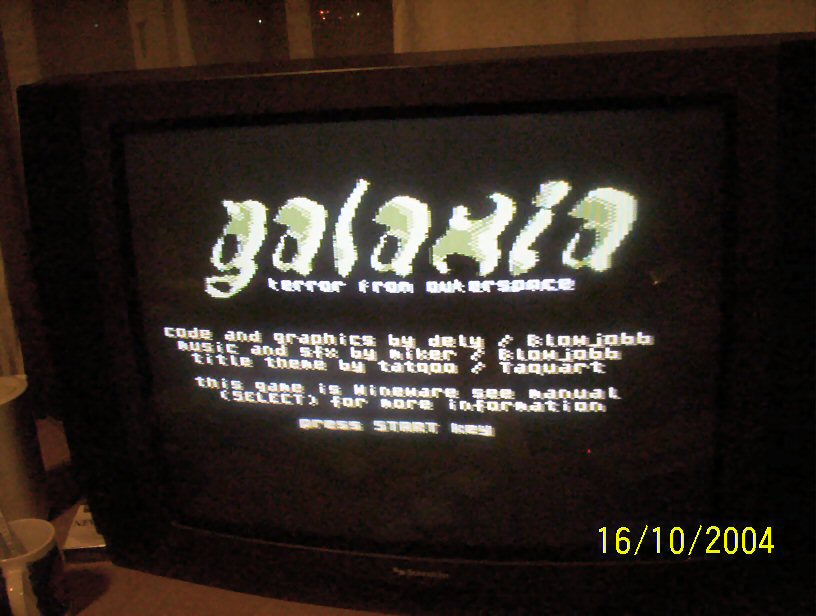 galaxia
terror from outerspace
code and graphics by dely / Blowjobb
music and sfx by miker / Blowjobb
title theme by tatqoo / Taquart
this game is Wineware see manual
(SELECT) for more information
press START key
16/10/2004